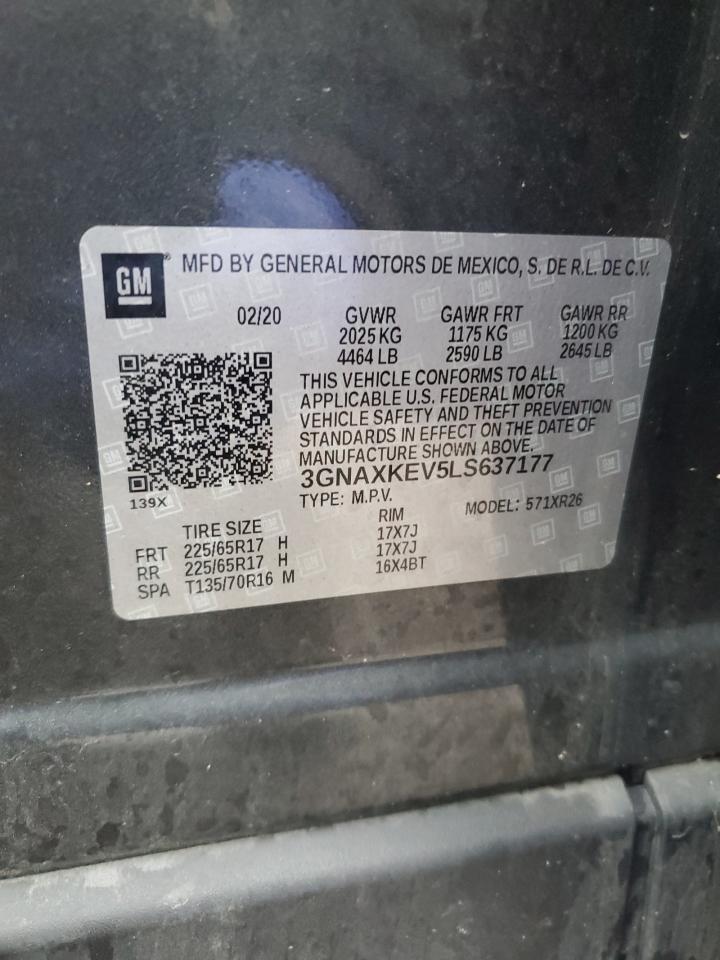 GM® MFD BY GENERAL MOTORS DE MEXICO, S. DE R.L. DE C.V.
02/20 GVWR GAWR FRT GAWR RR
2025 KG 1175 KG 1200 KG
4464 LB 2590 LB 2645 LB
THIS VEHICLE CONFORMS TO ALL
APPLICABLE U.S. FEDERAL MOTOR
VEHICLE SAFETY AND THEFT PREVENTION
STANDARDS IN EFFECT ON THE DATE OF
MANUFACTURE SHOWN ABOVE.
3GNAXKEV5LS637177
139X TYPE: M.P.V. MODEL: 571XR26
TIRE SIZE RIM
FRT 225/65R17 H 17X7J
RR 225/65R17 H 17X7J
SPA T135/70R16 M 16X4BT